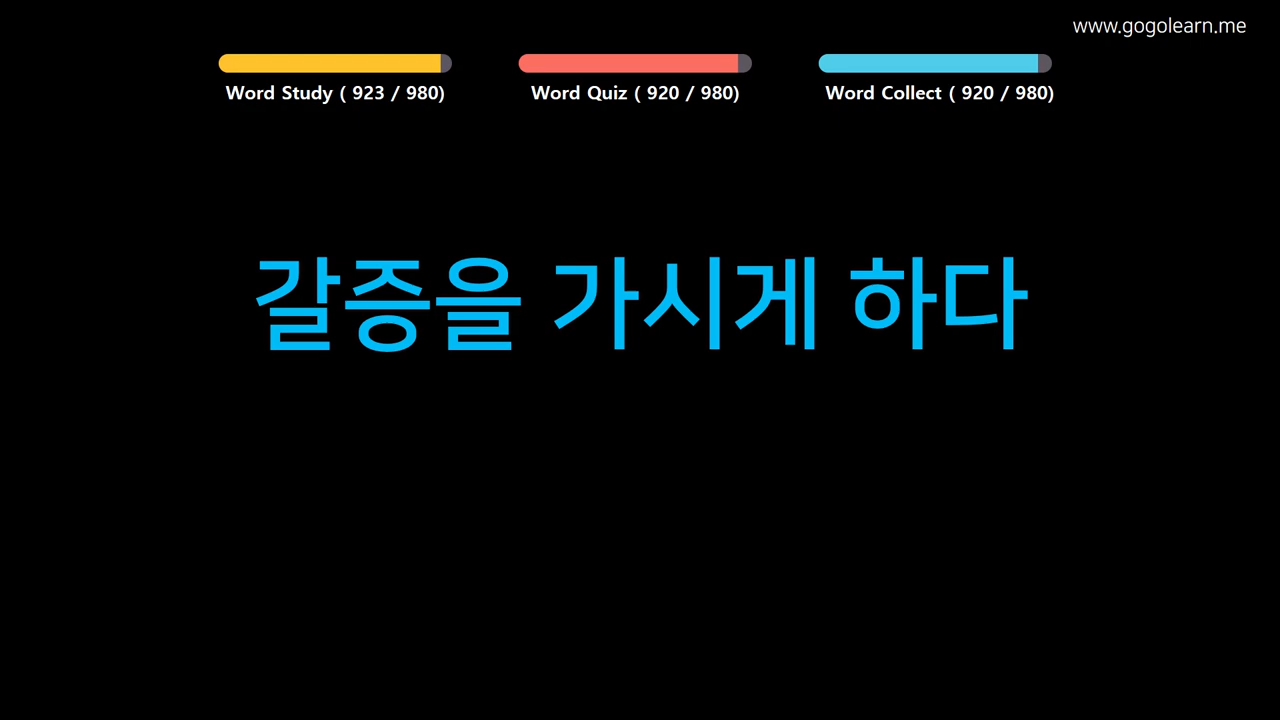 www.gogolearn.me
Word Study ( 923 / 980)
Word Quiz ( 920 / 980)
Word Collect ( 920 / 980)
갈증을 가시게 하다